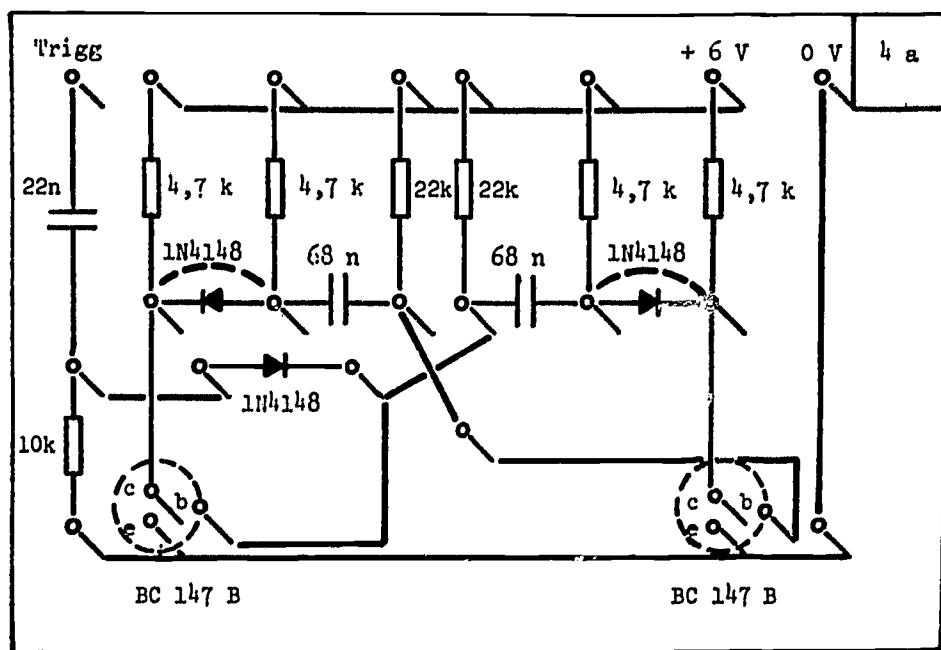 Trigg + 6 V 0 V 4 a
22n 4,7 k 4,7 k 22k 22k 4,7 k 4,7 k
1N4148 68 n 68 n 1N4148
1N4148
10k
c b c b
e e
BC 147 B BC 147 B